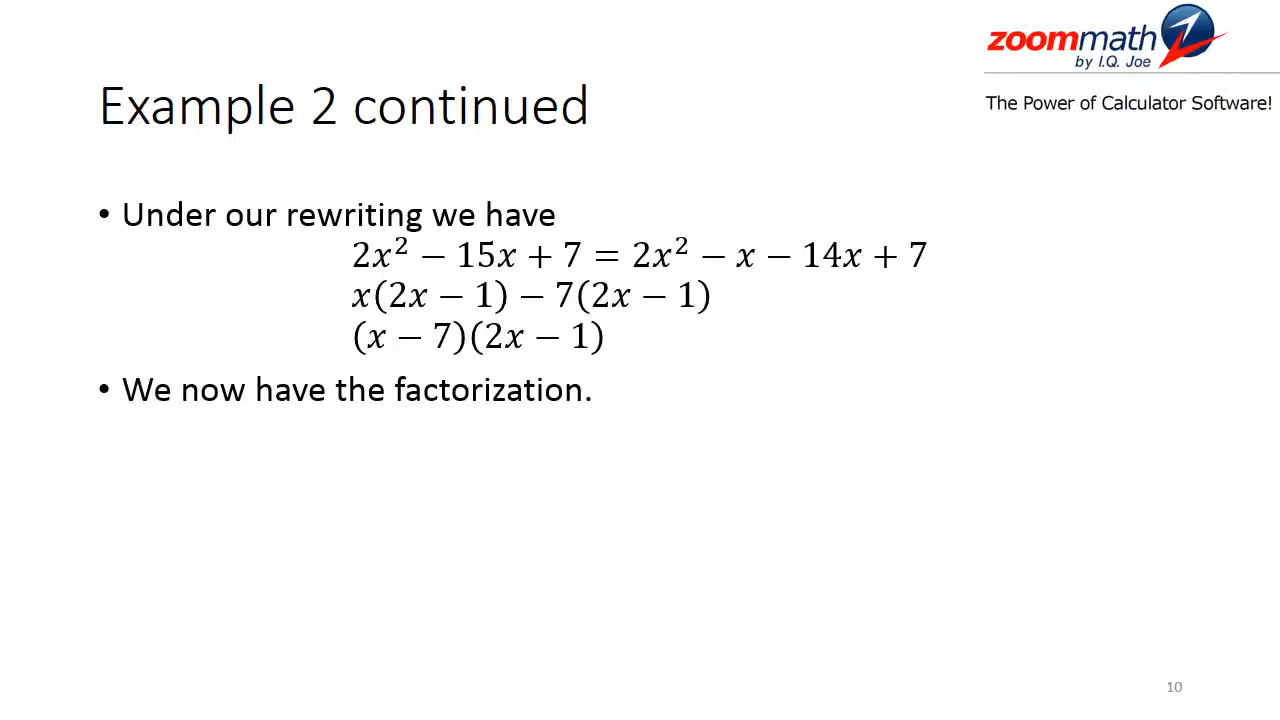 zoommath
by I.Q. Joe
The Power of Calculator Software!
Example 2 continued
• Under our rewriting we have
2x² − 15x + 7 = 2x² − x − 14x + 7
x(2x − 1) − 7(2x − 1)
(x − 7)(2x − 1)
• We now have the factorization.
10